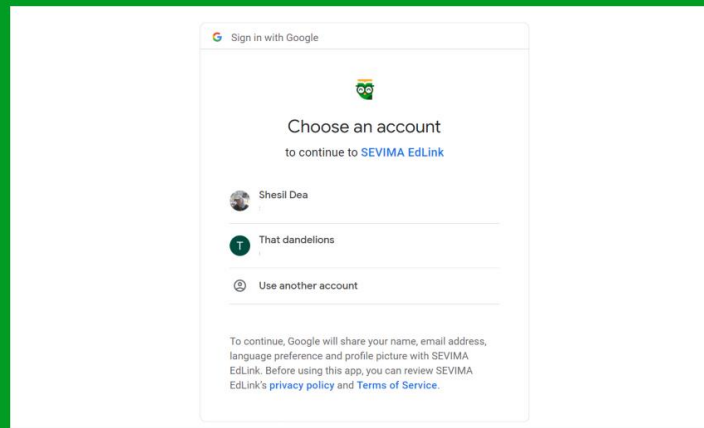 Sign in with Google
Choose an account
to continue to SEVIMA EdLink
Shesil Dea
T
That dandelions
Use another account
To continue, Google will share your name, email address,
language preference and profile picture with SEVIMA
EdLink. Before using this app, you can review SEVIMA
EdLink's privacy policy and Terms of Service.